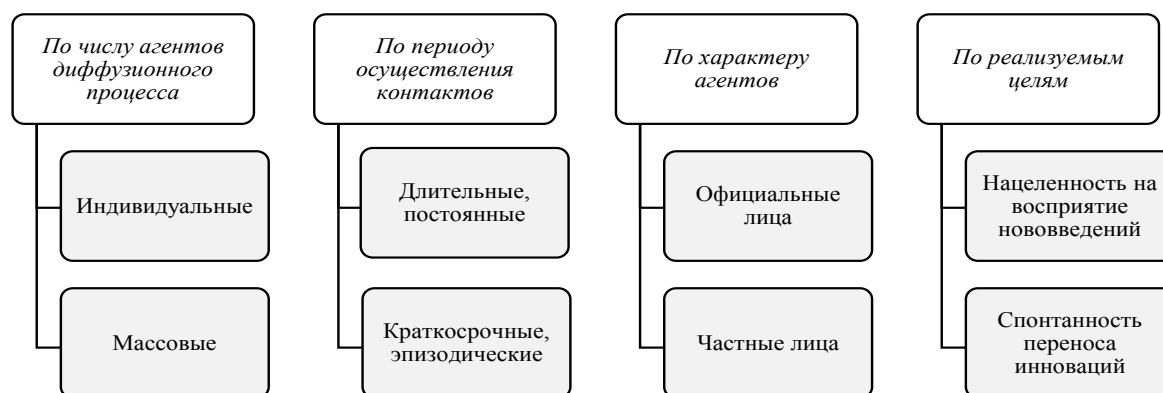 По числу агентов
диффузионного
процесса
Индивидуальные
Массовые
По периоду
осуществления
контактов
Длительные,
постоянные
Краткосрочные,
эпизодические
По характеру
агентов
Официальные
лица
Частные лица
По реализуемым
целям
Нацеленность на
восприятие
нововведений
Спонтанность
переноса
инноваций